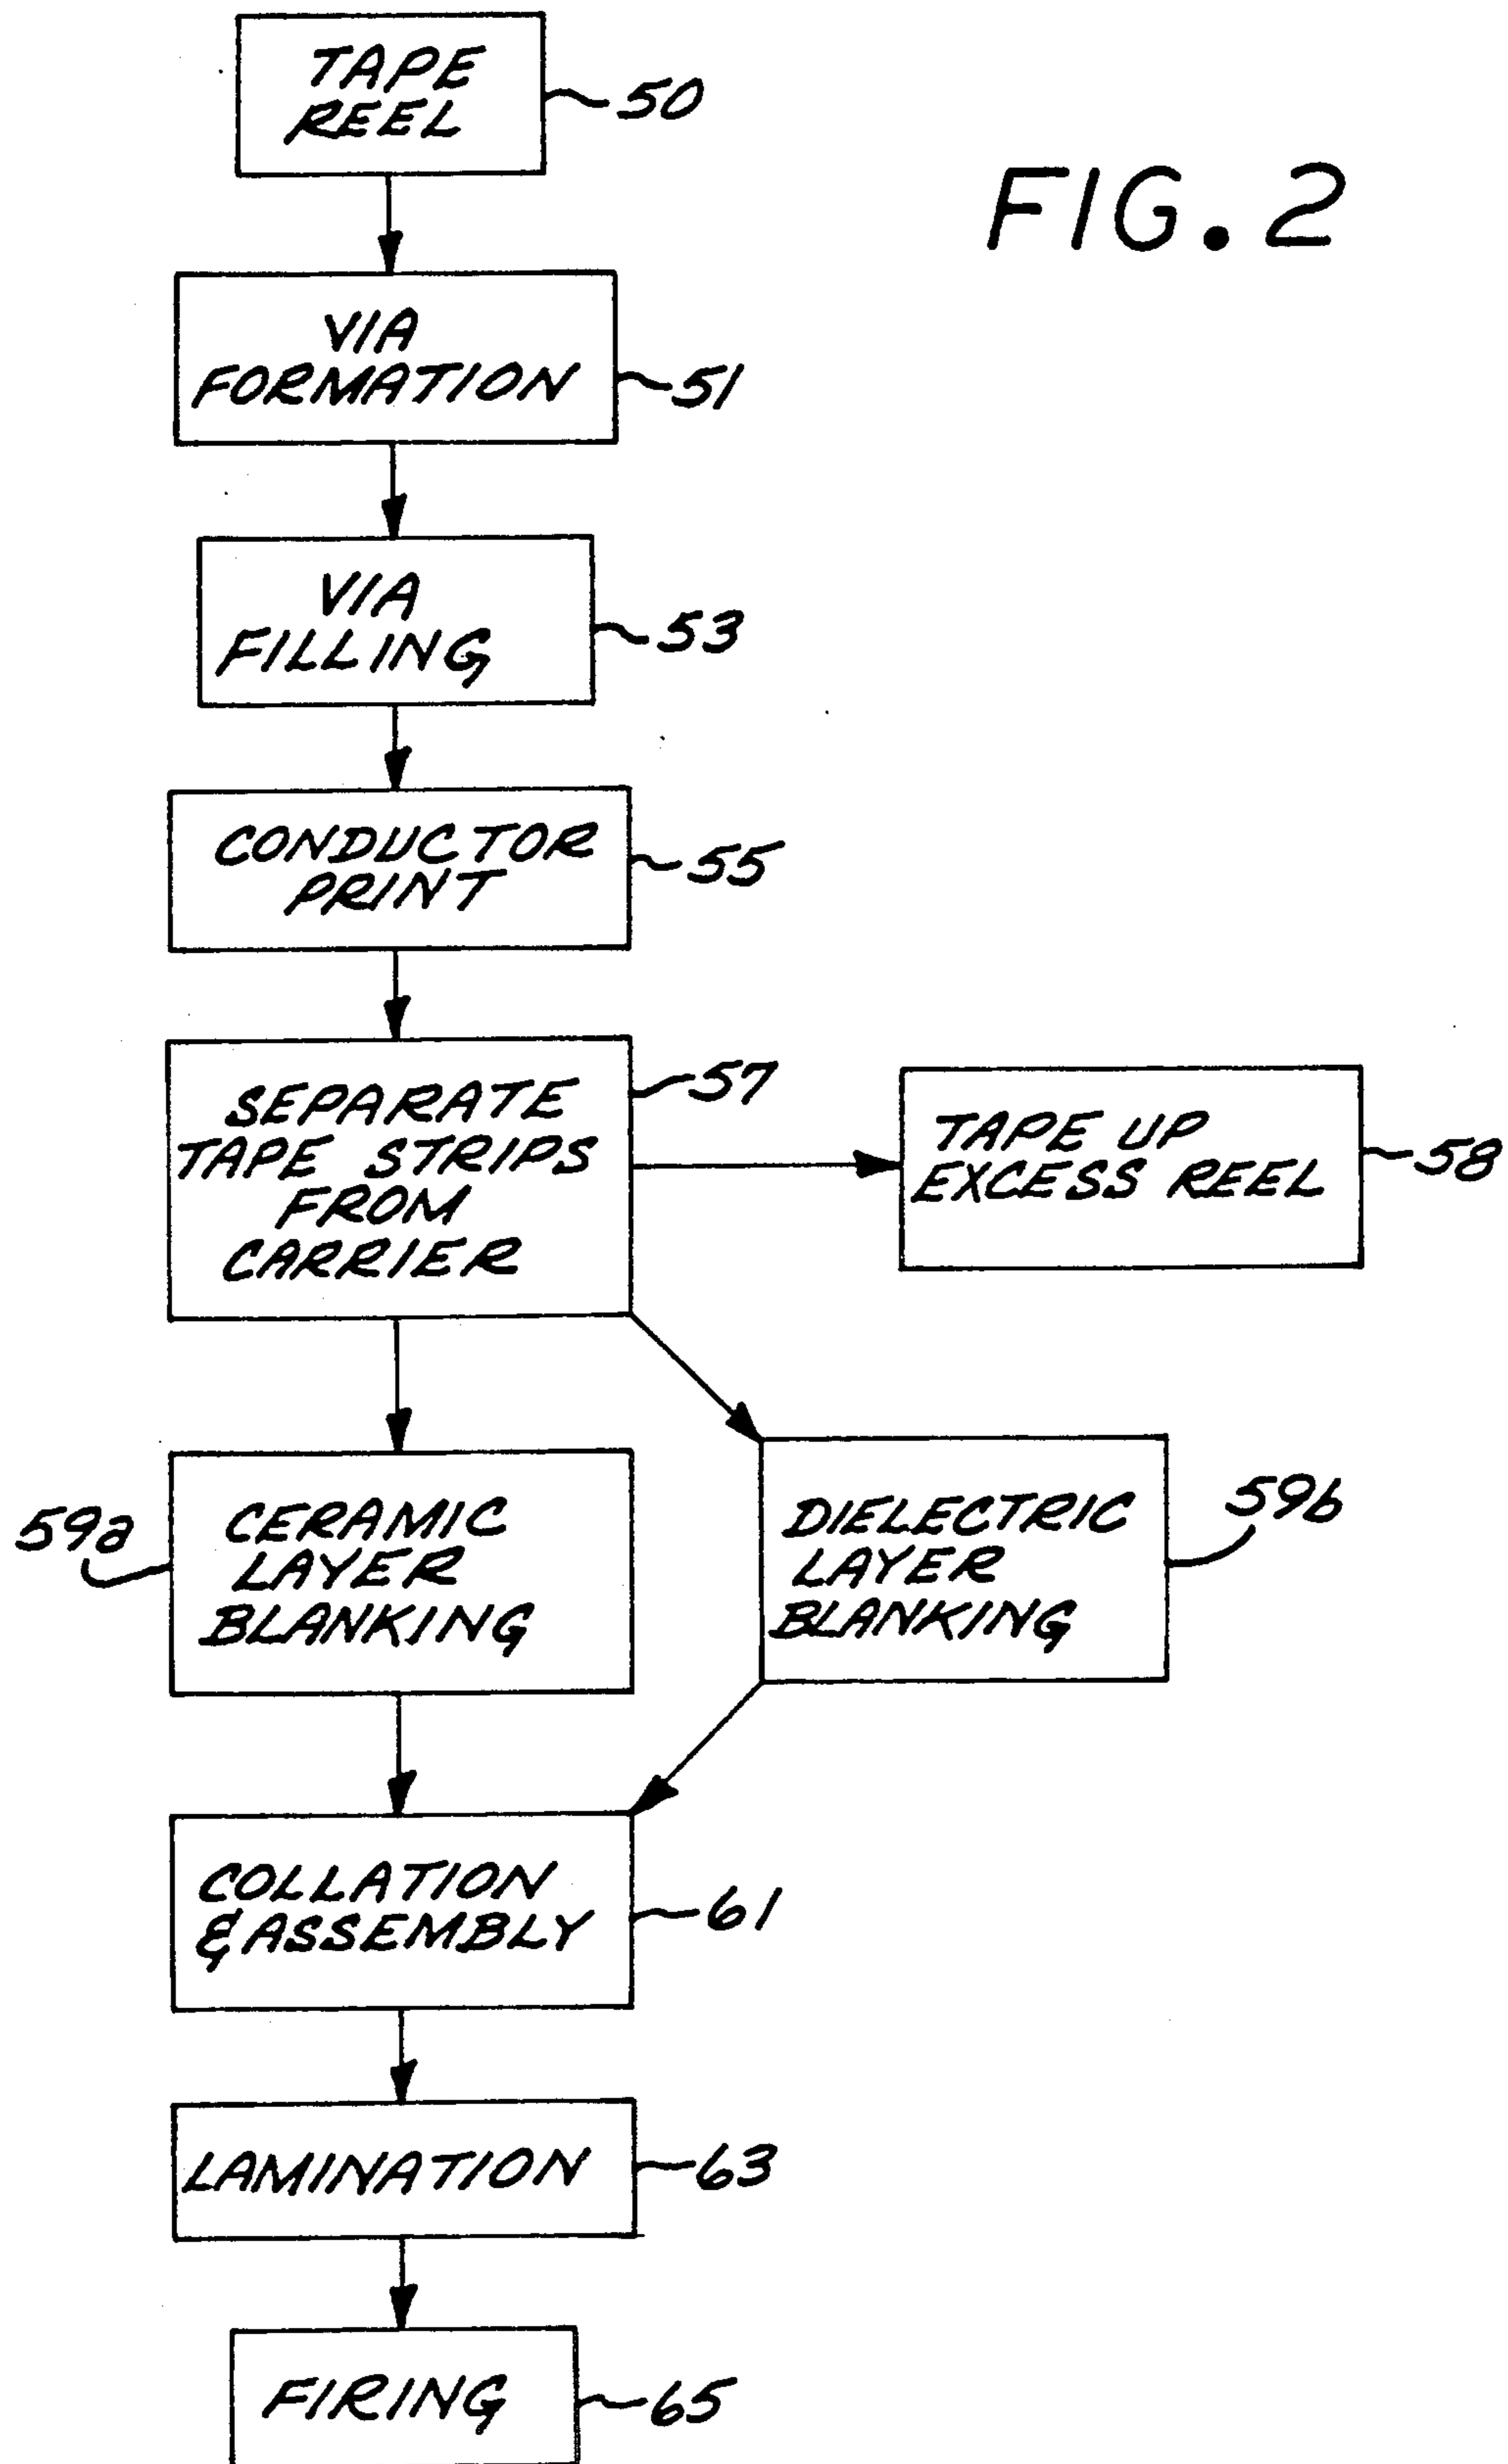 TAPE
REEL
50
FIG. 2
VIA
FORMATION
51
VIA
FILLING
53
CONDUCTOR
PRINT
55
SEPARATE
TAPE STRIPS
FROM
CARRIER
57
TAPE UP
EXCESS REEL
58
59a
CERAMIC
LAYER
BLANKING
DIELECTRIC
LAYER
BLANKING
59b
COLLATION
& ASSEMBLY
61
LAMINATION
63
FIRING
65